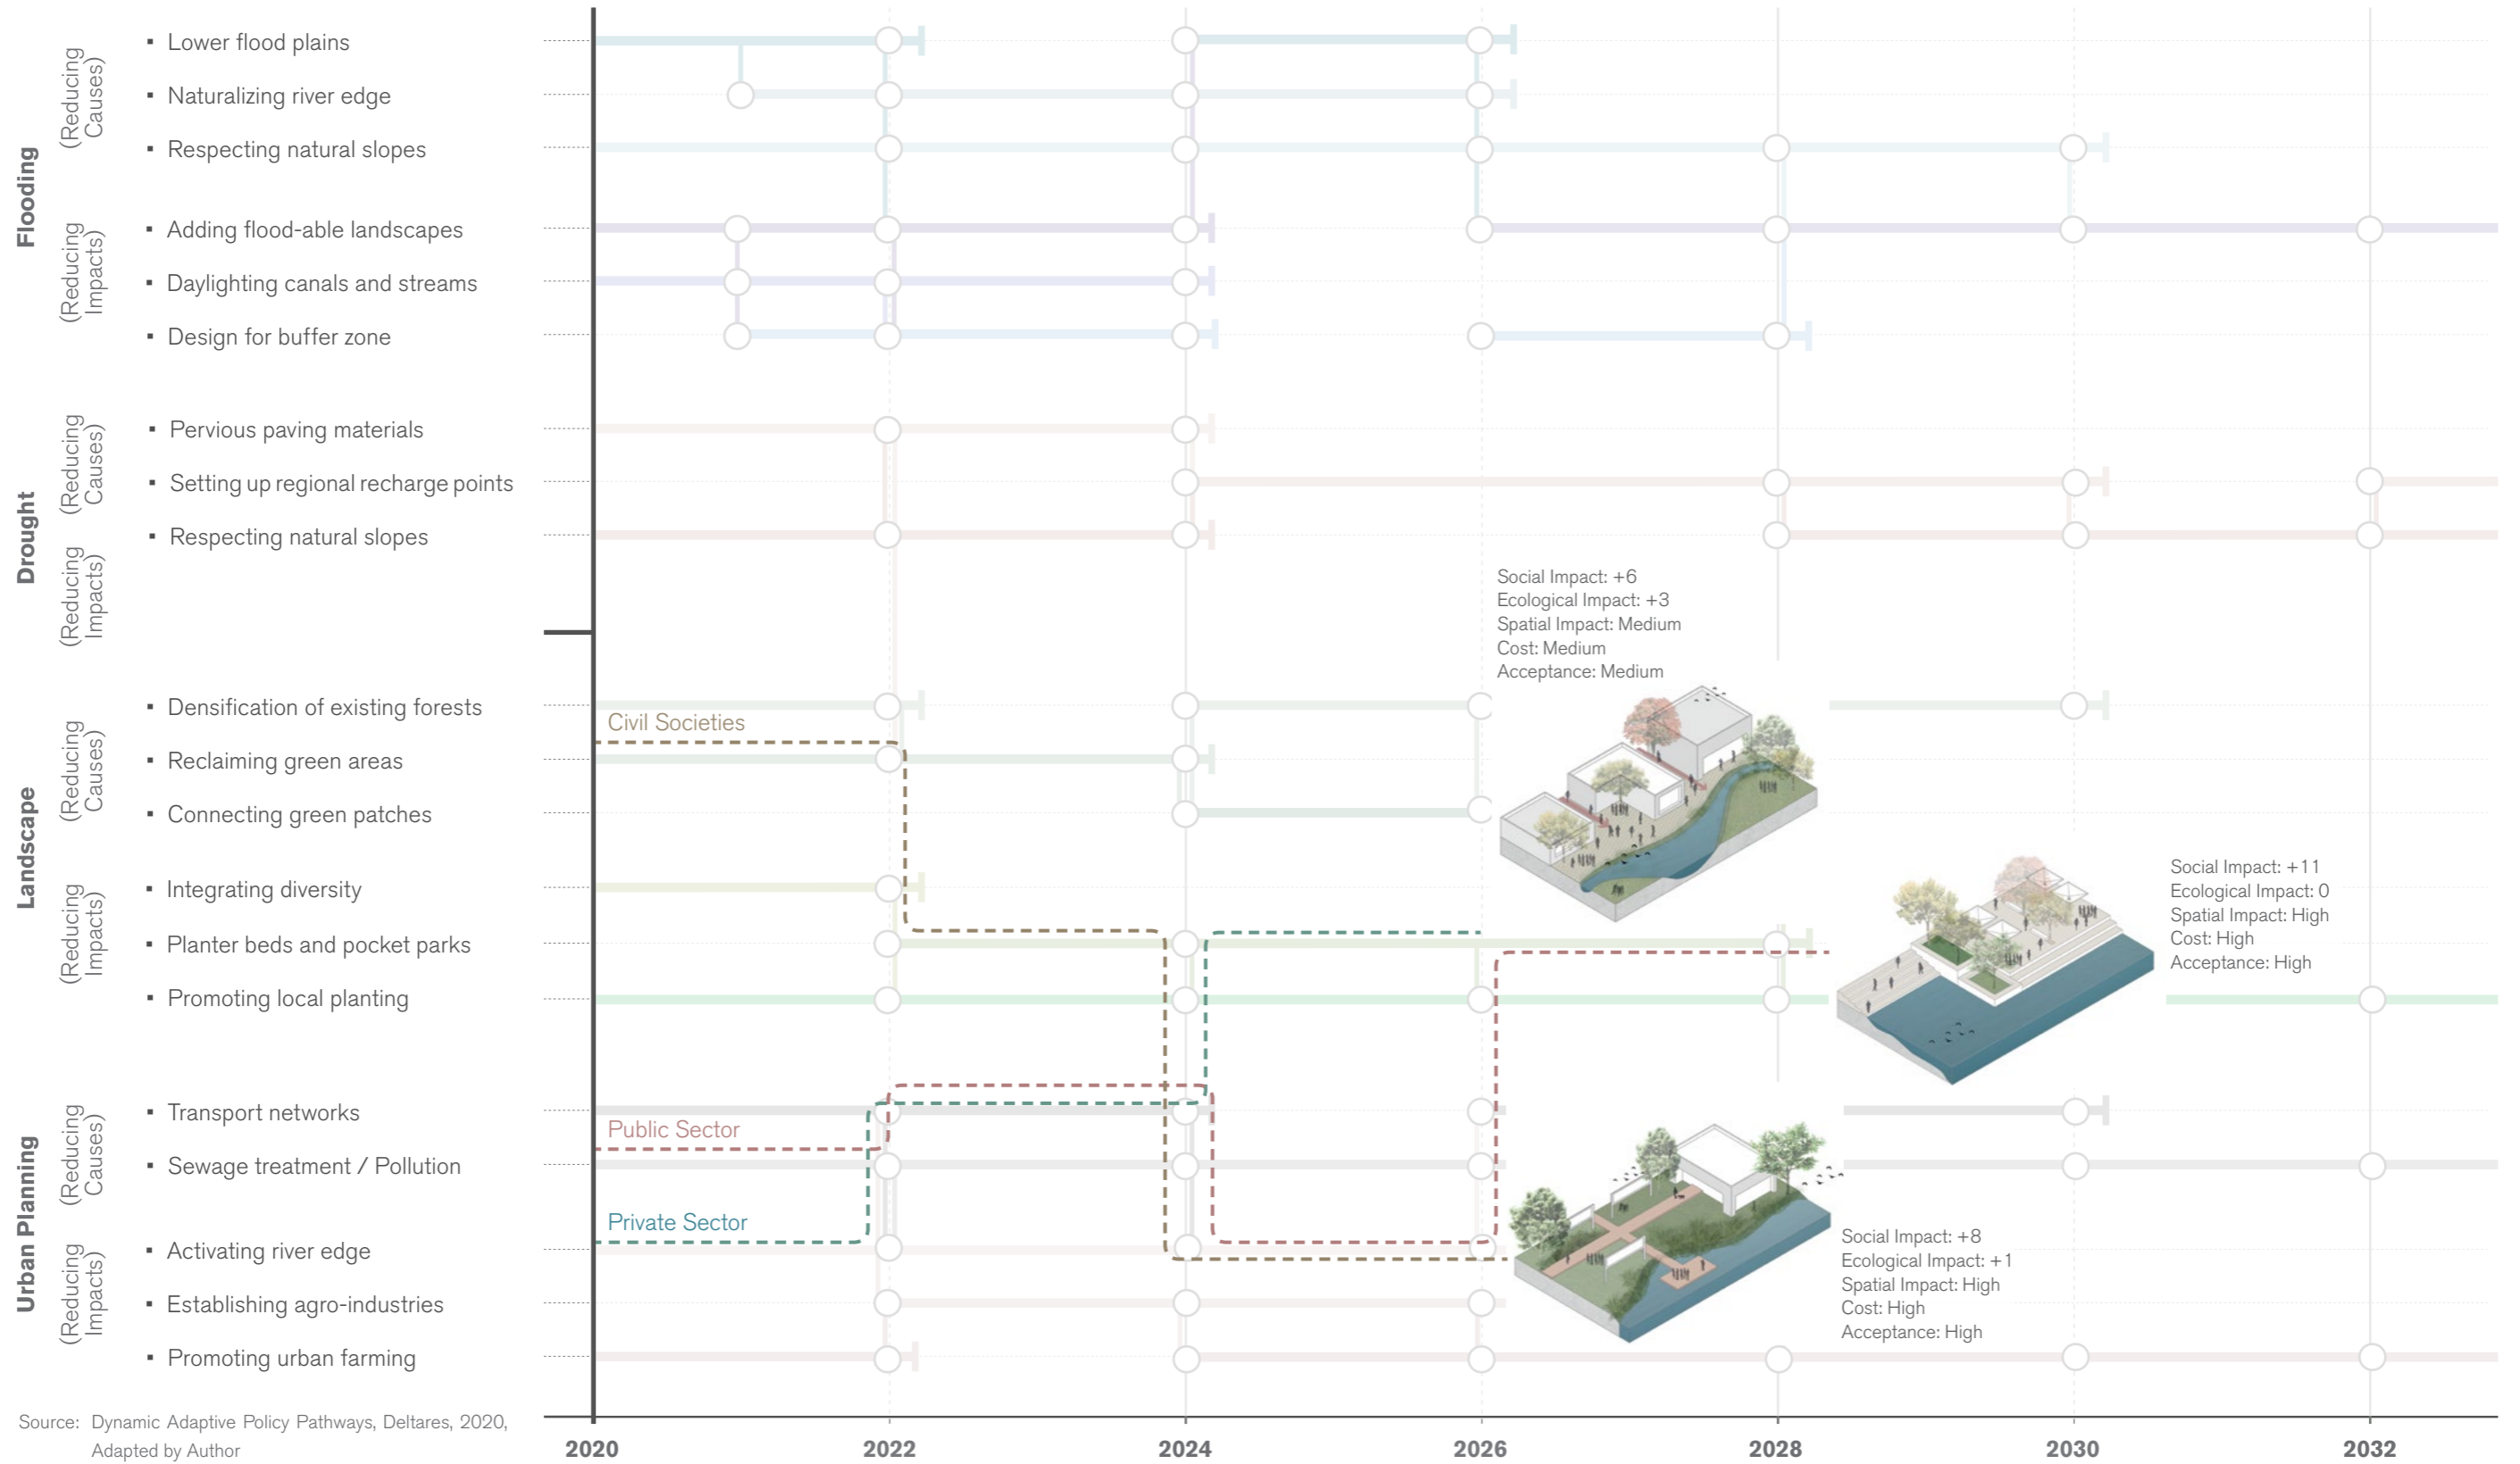 Flooding
(Reducing
Causes)
▪ Lower flood plains
▪ Naturalizing river edge
▪ Respecting natural slopes
(Reducing
Impacts)
▪ Adding flood-able landscapes
▪ Daylighting canals and streams
▪ Design for buffer zone
Drought
(Reducing
Causes)
▪ Pervious paving materials
▪ Setting up regional recharge points
▪ Respecting natural slopes
(Reducing
Impacts)
Social Impact: +6
Ecological Impact: +3
Spatial Impact: Medium
Cost: Medium
Acceptance: Medium
Landscape
(Reducing
Causes)
▪ Densification of existing forests
Civil Societies
▪ Reclaiming green areas
▪ Connecting green patches
(Reducing
Impacts)
▪ Integrating diversity
▪ Planter beds and pocket parks
▪ Promoting local planting
Social Impact: +11
Ecological Impact: 0
Spatial Impact: High
Cost: High
Acceptance: High
Urban Planning
(Reducing
Causes)
▪ Transport networks
Public Sector
▪ Sewage treatment / Pollution
Private Sector
(Reducing
Impacts)
▪ Activating river edge
▪ Establishing agro-industries
▪ Promoting urban farming
Social Impact: +8
Ecological Impact: +1
Spatial Impact: High
Cost: High
Acceptance: High
Source: Dynamic Adaptive Policy Pathways, Deltares, 2020,
Adapted by Author
2020 2022 2024 2026 2028 2030 2032